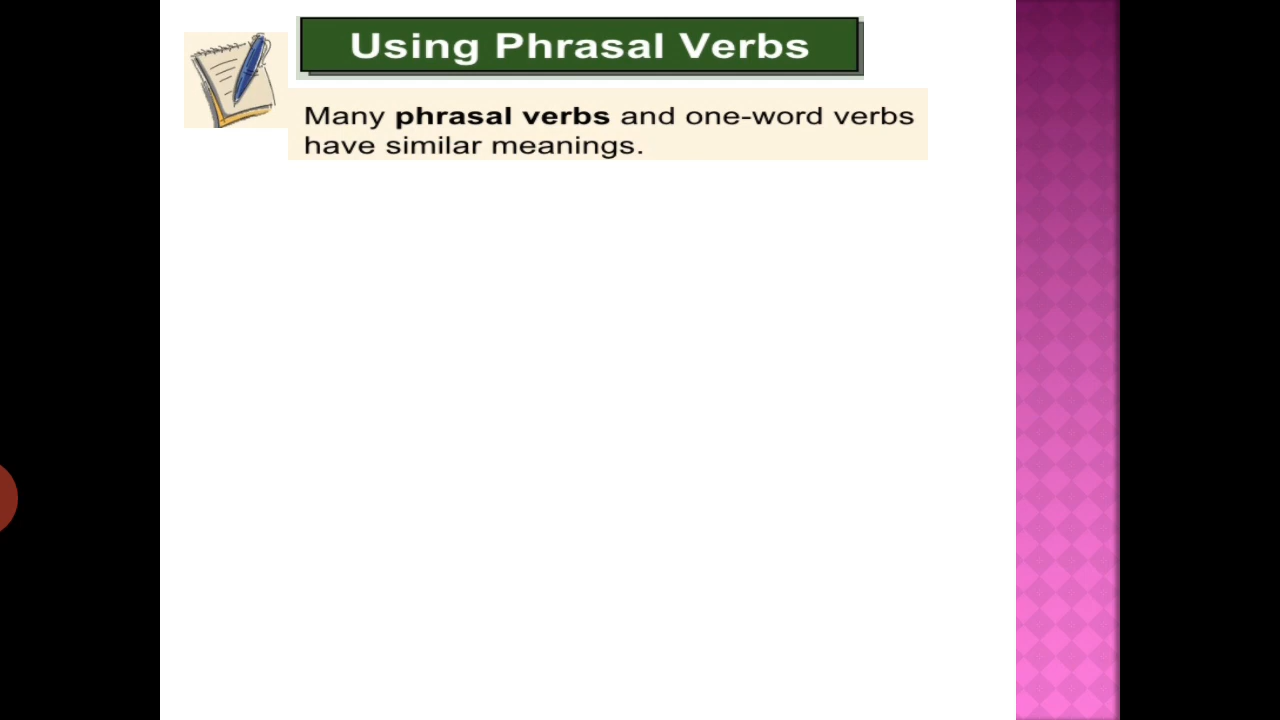 Using Phrasal Verbs
Many phrasal verbs and one-word verbs
have similar meanings.